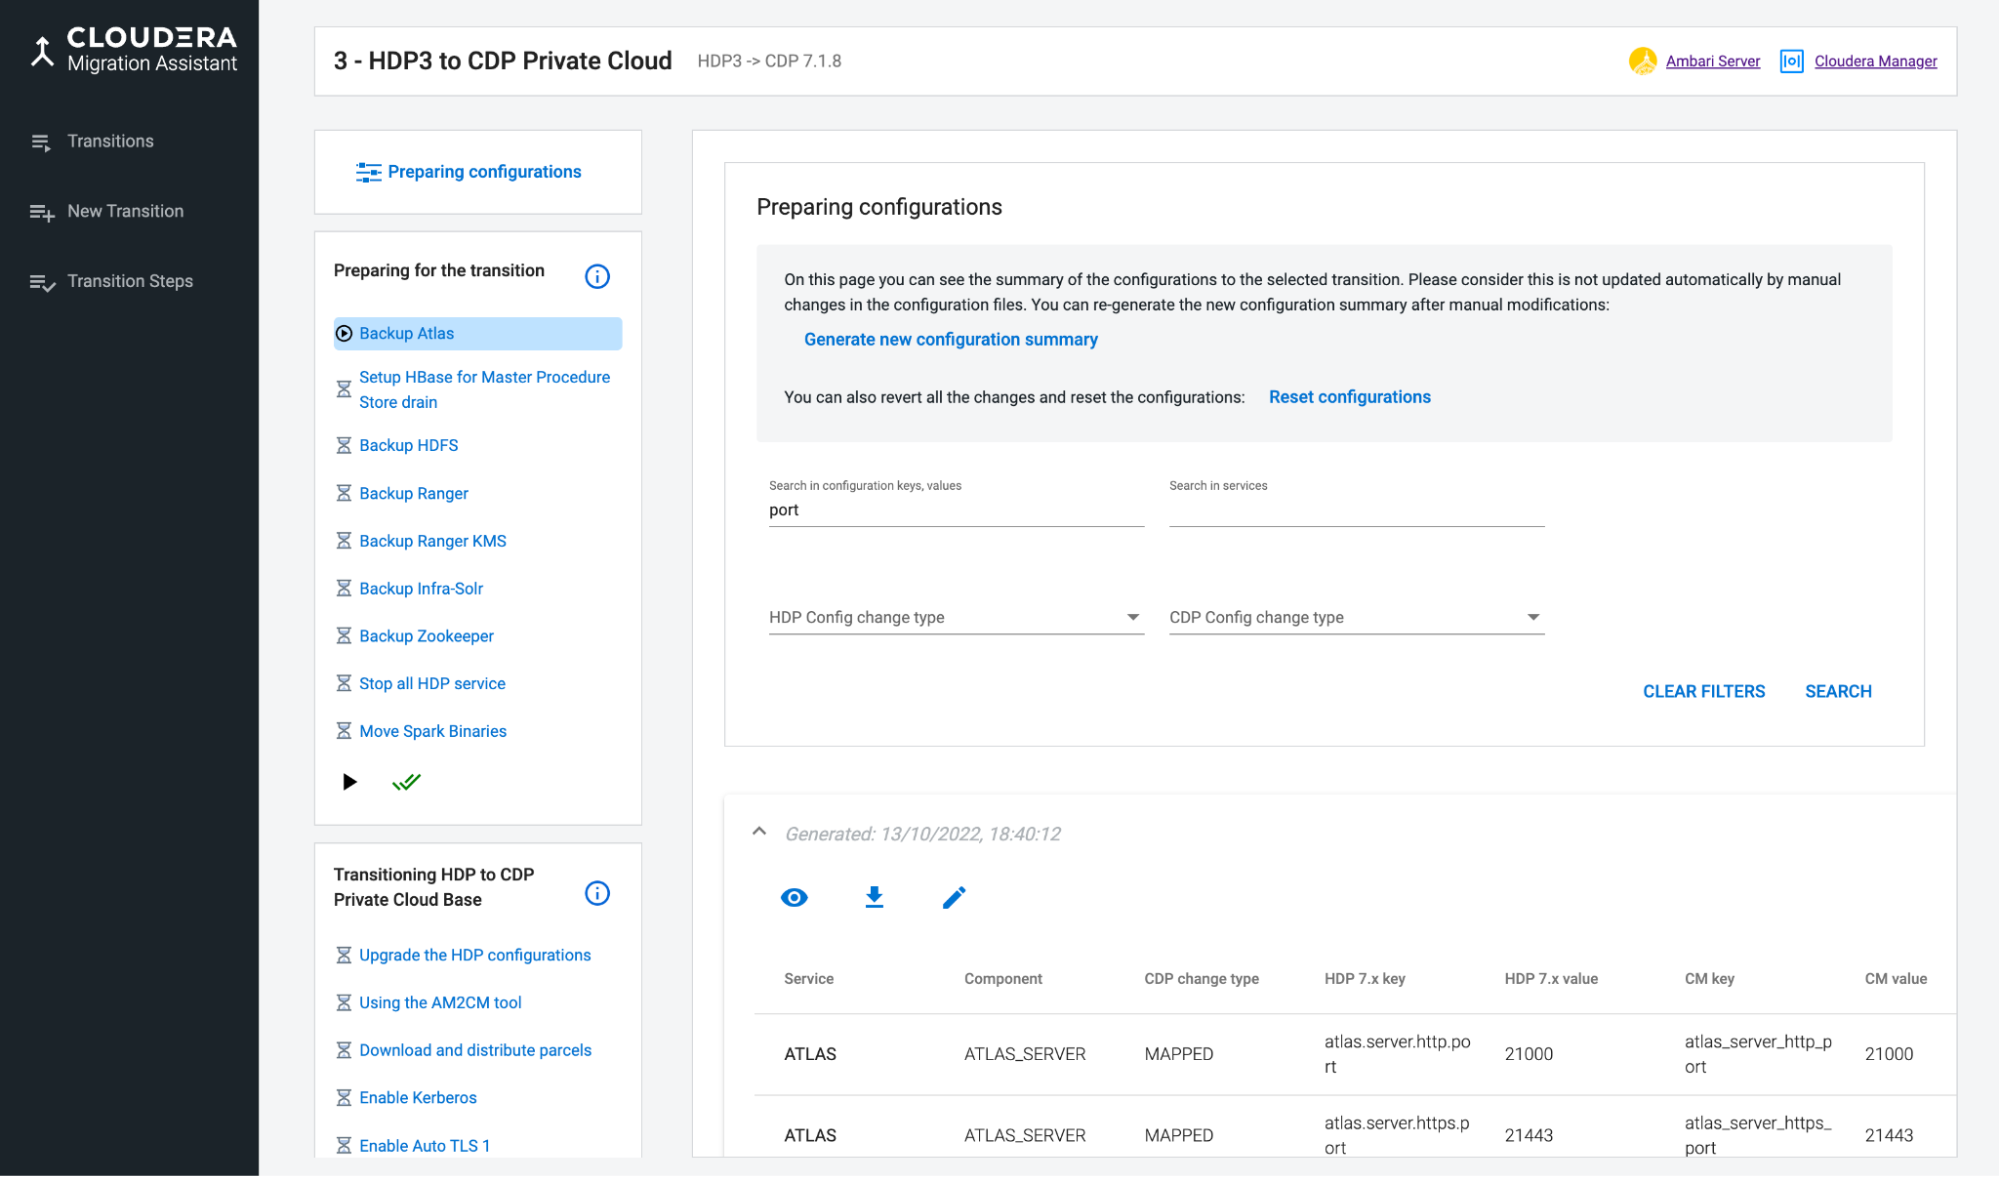 CLOUDERA
Migration Assistant
Transitions
New Transition
Transition Steps
3 - HDP3 to CDP Private Cloud HDP3 -> CDP 7.1.8
Ambari Server Cloudera Manager
Preparing configurations
Preparing for the transition
Backup Atlas
Setup HBase for Master Procedure
Store drain
Backup HDFS
Backup Ranger
Backup Ranger KMS
Backup Infra-Solr
Backup Zookeeper
Stop all HDP service
Move Spark Binaries
Transitioning HDP to CDP
Private Cloud Base
Upgrade the HDP configurations
Using the AM2CM tool
Download and distribute parcels
Enable Kerberos
Enable Auto TLS 1
Preparing configurations
On this page you can see the summary of the configurations to the selected transition. Please consider this is not updated automatically by manual
changes in the configuration files. You can re-generate the new configuration summary after manual modifications:
Generate new configuration summary
You can also revert all the changes and reset the configurations: Reset configurations
Search in configuration keys, values Search in services
port
HDP Config change type CDP Config change type
CLEAR FILTERS SEARCH
Generated: 13/10/2022, 18:40:12
Service Component CDP change type HDP 7.x key HDP 7.x value CM key CM value
ATLAS ATLAS_SERVER MAPPED atlas.server.http.po 21000 atlas_server_http_p 21000
rt ort
ATLAS ATLAS_SERVER MAPPED atlas.server.https.p 21443 atlas_server_https_ 21443
ort port